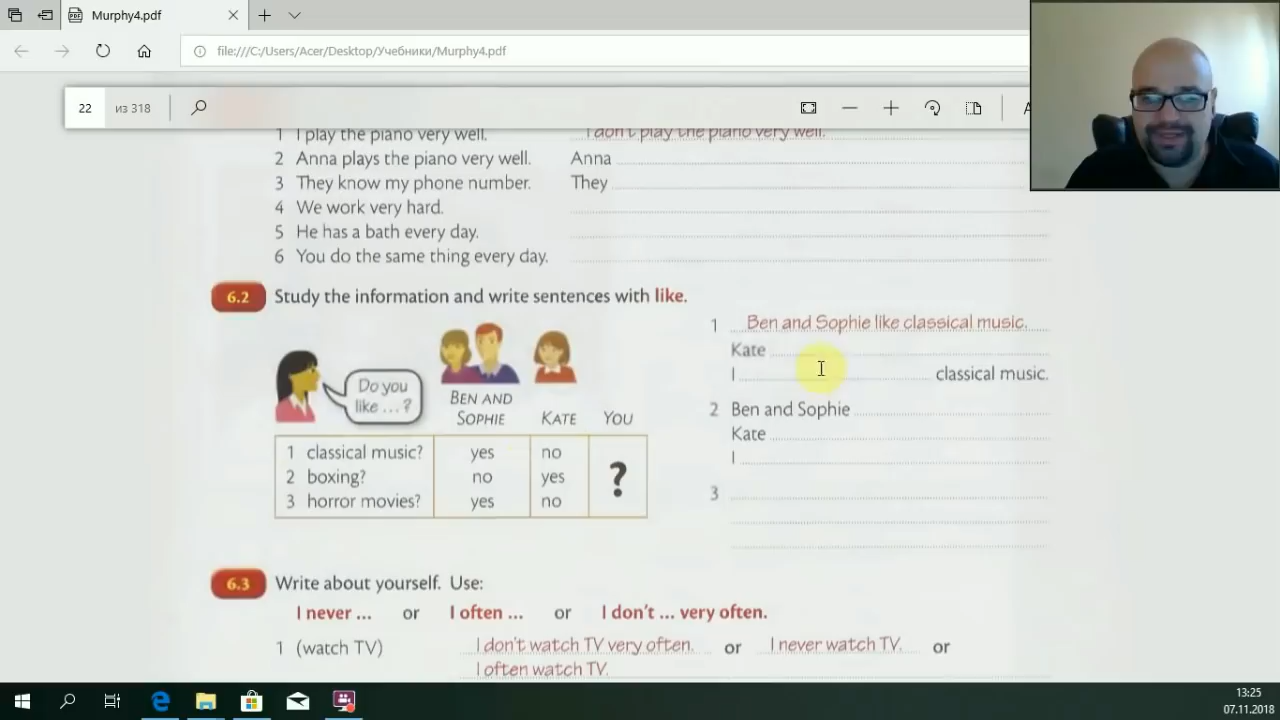 Murphy4.pdf
file:///C:/Users/Acer/Desktop/Учебники/Murphy4.pdf
22 из 318
1 I play the piano very well. I don't play the piano very well.
2 Anna plays the piano very well. Anna
3 They know my phone number. They
4 We work very hard.
5 He has a bath every day.
6 You do the same thing every day.
6.2 Study the information and write sentences with like.
Do you
like ...?
BEN AND
SOPHIE KATE YOU
1 classical music? yes no
2 boxing? no yes
3 horror movies? yes no
?
1 Ben and Sophie like classical music.
Kate
I classical music.
2 Ben and Sophie
Kate
I
3
6.3 Write about yourself. Use:
I never ... or I often ... or I don't ... very often.
1 (watch TV) I don't watch TV very often. or I never watch TV. or
I often watch TV.
13:25
07.11.2018